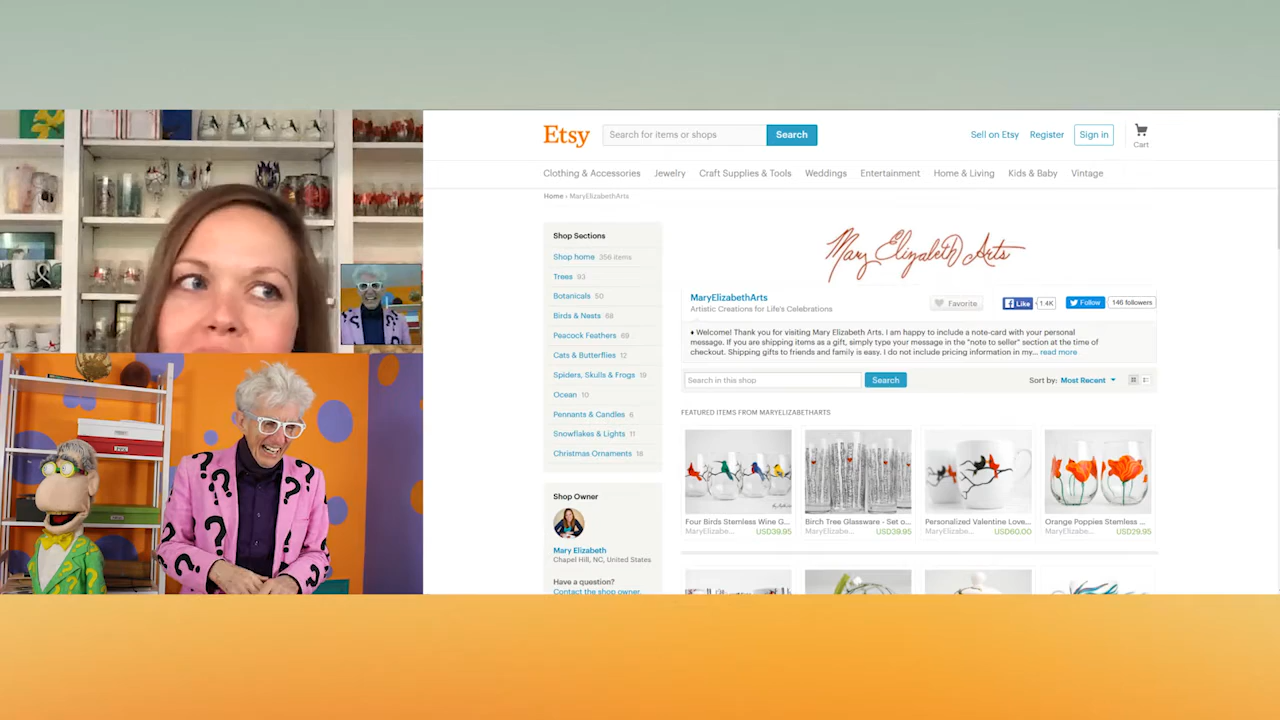 Etsy
Search for items or shops
Search
Sell on Etsy
Register
Sign in
Cart
Clothing & Accessories
Jewelry
Craft Supplies & Tools
Weddings
Entertainment
Home & Living
Kids & Baby
Vintage
Home › MaryElizabethArts
Shop Sections
Shop home 356 items
Trees 93
Botanicals 50
Birds & Nests 68
Peacock Feathers 69
Cats & Butterflies 12
Spiders, Skulls & Frogs 19
Ocean 10
Pennants & Candles 6
Snowflakes & Lights 11
Christmas Ornaments 18
Shop Owner
Mary Elizabeth
Chapel Hill, NC, United States
Have a question?
Contact the shop owner.
Mary Elizabeth Arts
MaryElizabethArts
Artistic Creations for Life's Celebrations
Favorite
Like
1.4K
Follow
146 followers
♦ Welcome! Thank you for visiting Mary Elizabeth Arts. I am happy to include a note-card with your personal
message. If you are shipping items as a gift, simply type your message in the "note to seller" section at the time of
checkout. Shipping gifts to friends and family is easy. I do not include pricing information in my... read more
Search in this shop
Search
Sort by: Most Recent
FEATURED ITEMS FROM MARYELIZABETHARTS
Four Birds Stemless Wine G...
MaryElizabe... USD39.95
Birch Tree Glassware - Set o...
MaryElizabe... USD39.95
Personalized Valentine Love...
MaryElizabe... USD60.00
Orange Poppies Stemless ...
MaryElizabe... USD29.95